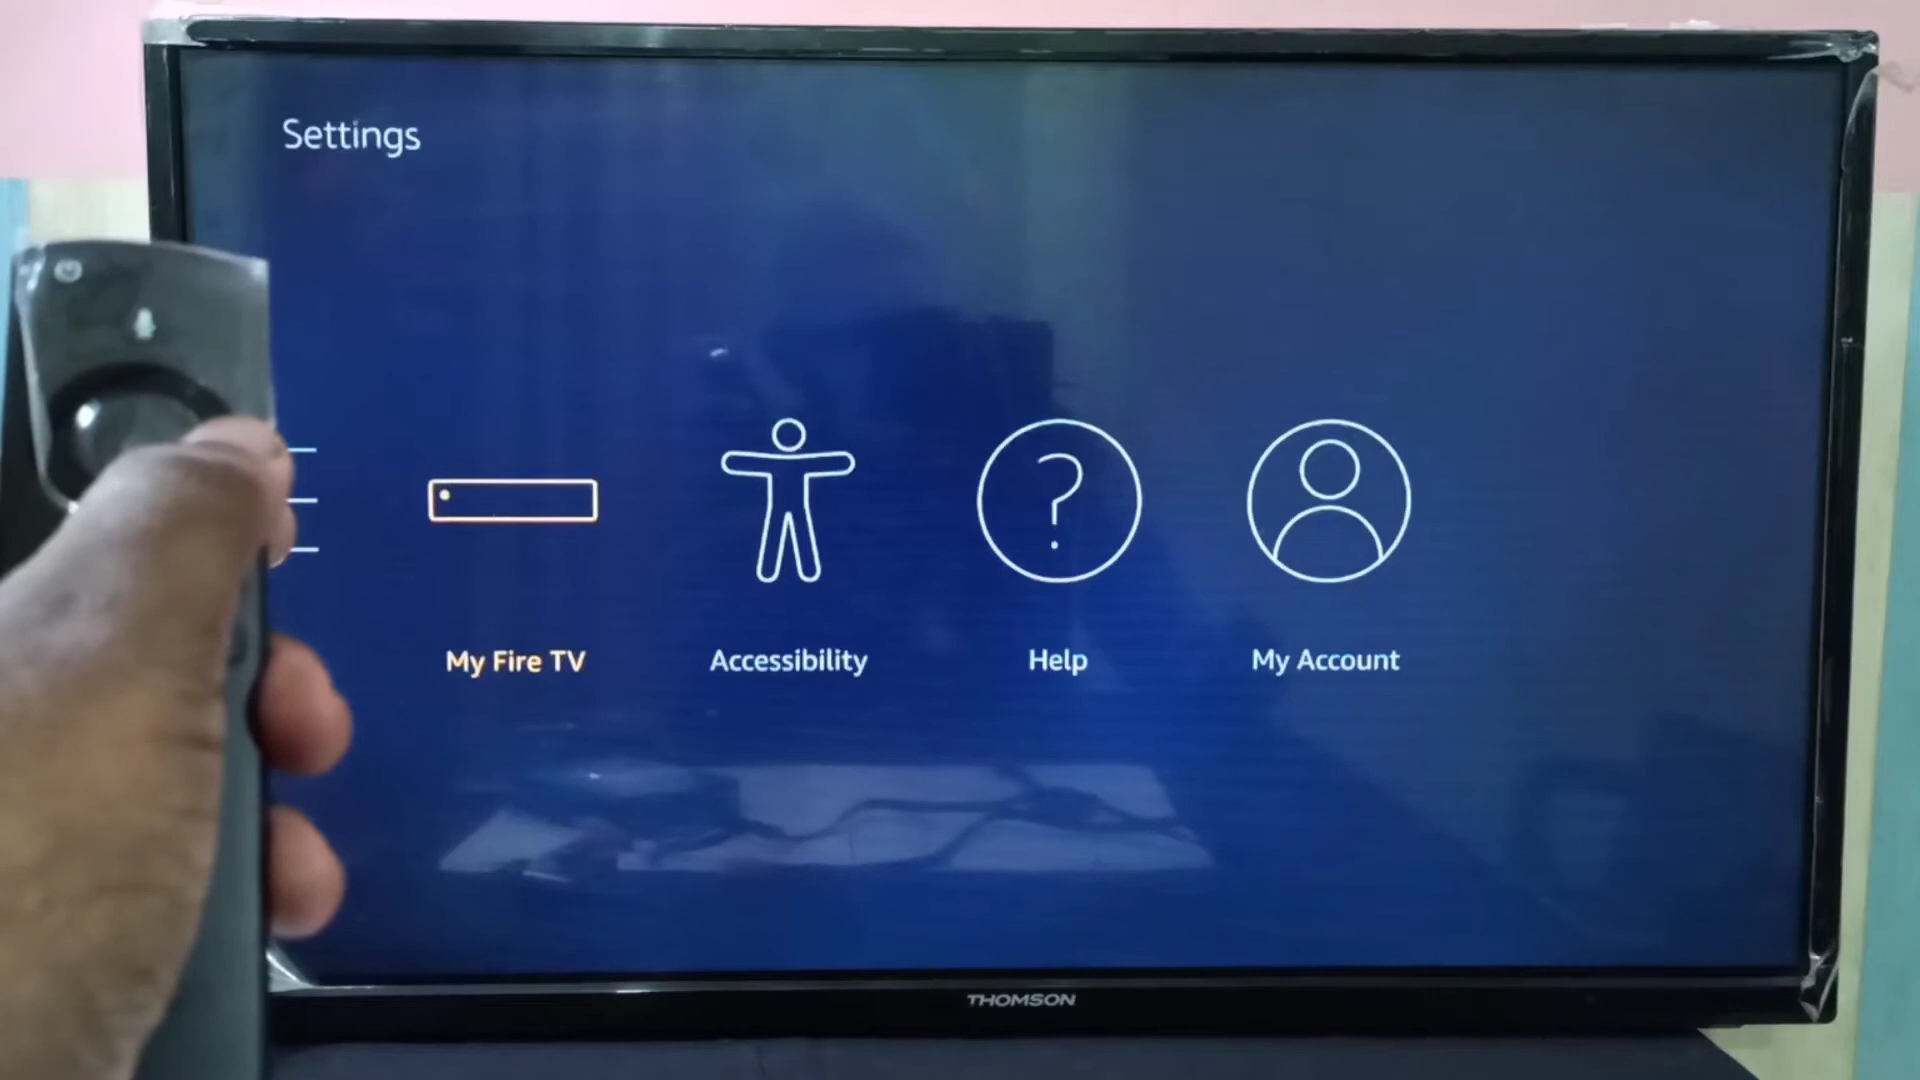 Settings
My Fire TV
Accessibility
Help
My Account
THOMSON